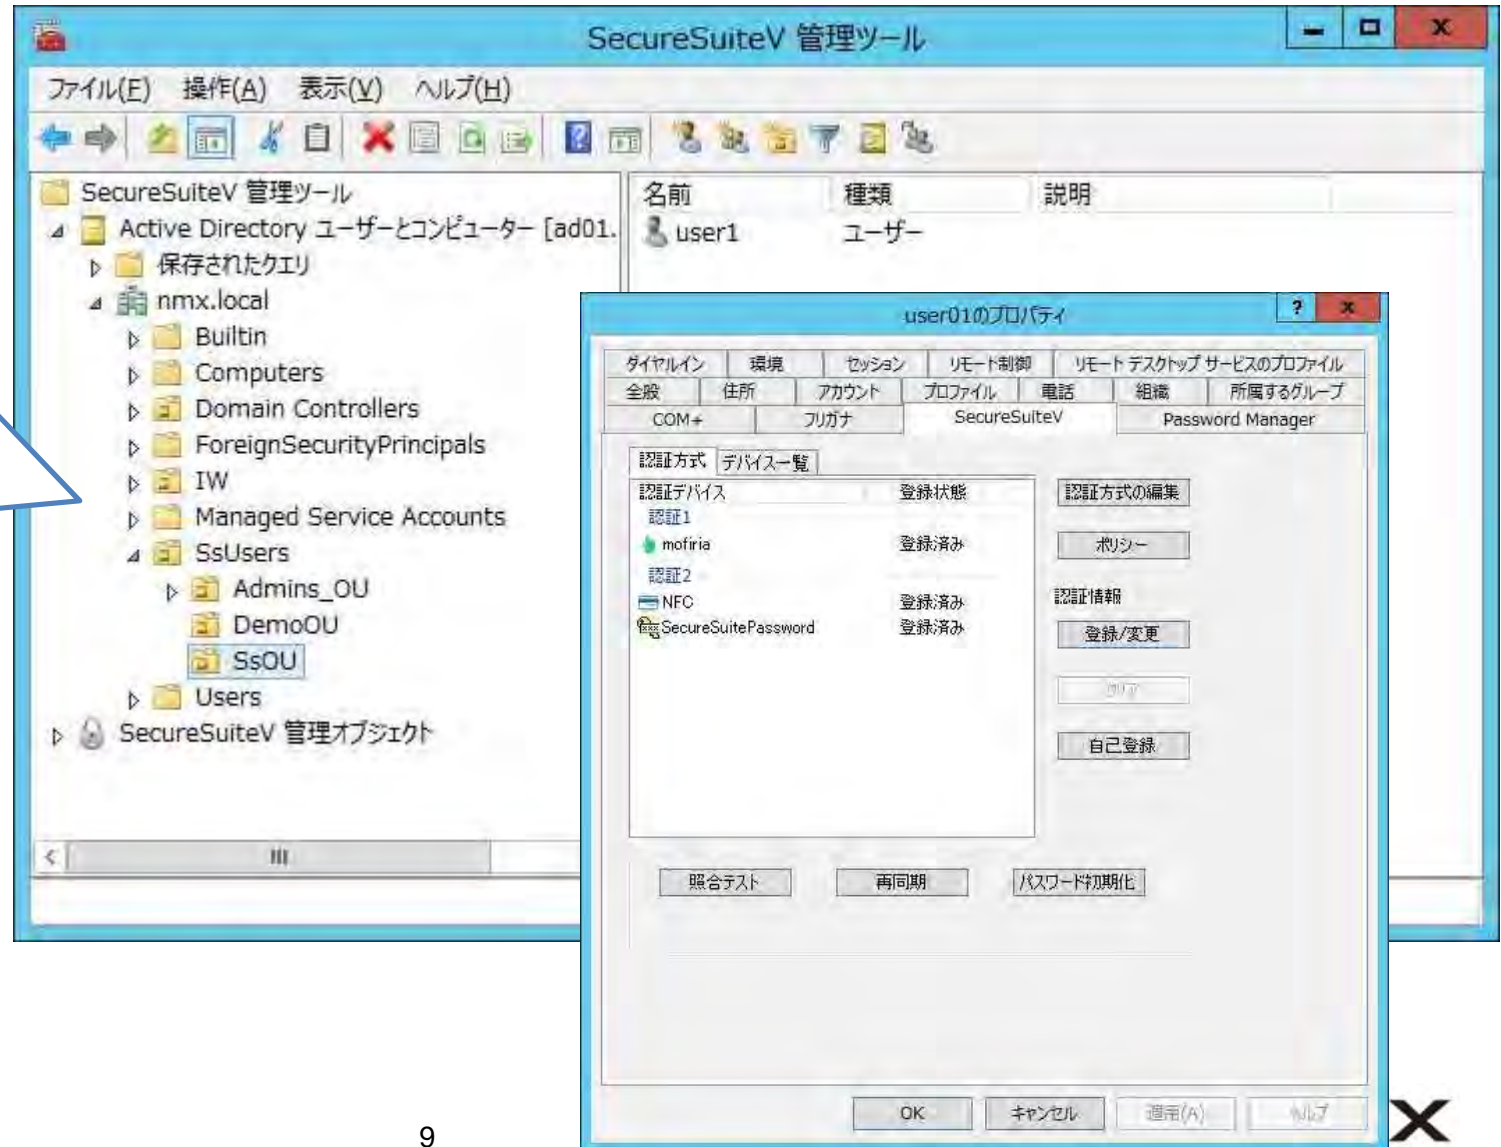 SecureSuiteV 管理ツール
ファイル(F) 操作(A) 表示(V) ヘルプ(H)
SecureSuiteV 管理ツール
Active Directory ユーザーとコンピューター [ad01.
保存されたクエリ
nmx.local
Builtin
Computers
Domain Controllers
ForeignSecurityPrincipals
IW
Managed Service Accounts
SsUsers
Admins_OU
DemoOU
SsOU
Users
SecureSuiteV 管理オブジェクト
名前 種類 説明
user1 ユーザー
user01のプロパティ
ダイヤルイン 環境 セッション リモート制御 リモート デスクトップ サービスのプロファイル
全般 住所 アカウント プロファイル 電話 組織 所属するグループ
COM+ フリガナ SecureSuiteV Password Manager
認証方式 デバイス一覧
認証デバイス 登録状態
認証1
mofiria 登録済み
認証2
NFC 登録済み
SecureSuitePassword 登録済み
認証方式の編集
ポリシー
認証情報
登録/変更
クリア
自己登録
照合テスト 再同期 パスワード初期化
OK キャンセル 適用(A) ヘルプ
X
9